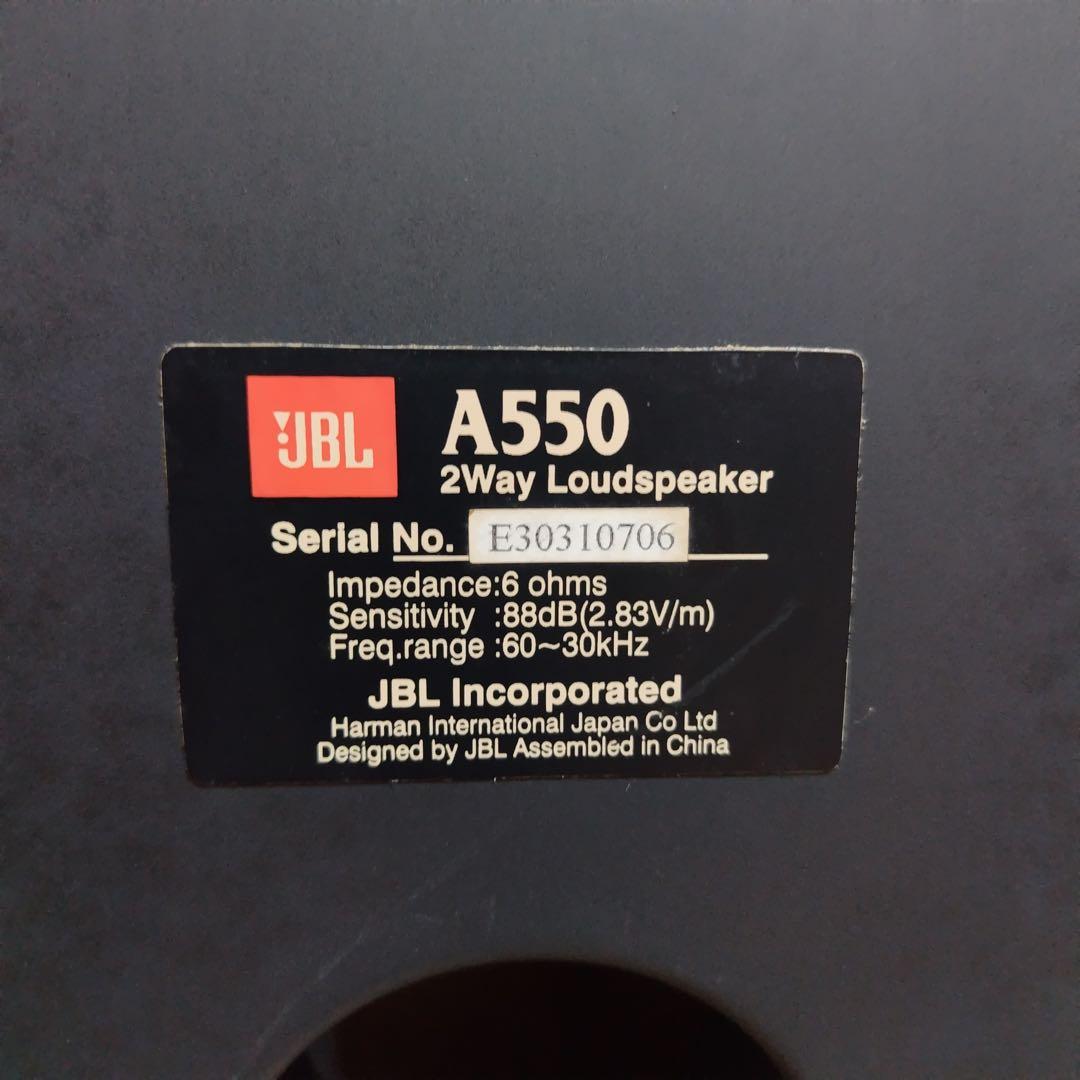 JBL
A550
2Way Loudspeaker
Serial No. E30310706
Impedance:6 ohms
Sensitivity :88dB(2.83V/m)
Freq.range :60~30kHz
JBL Incorporated
Harman International Japan Co Ltd
Designed by JBL Assembled in China